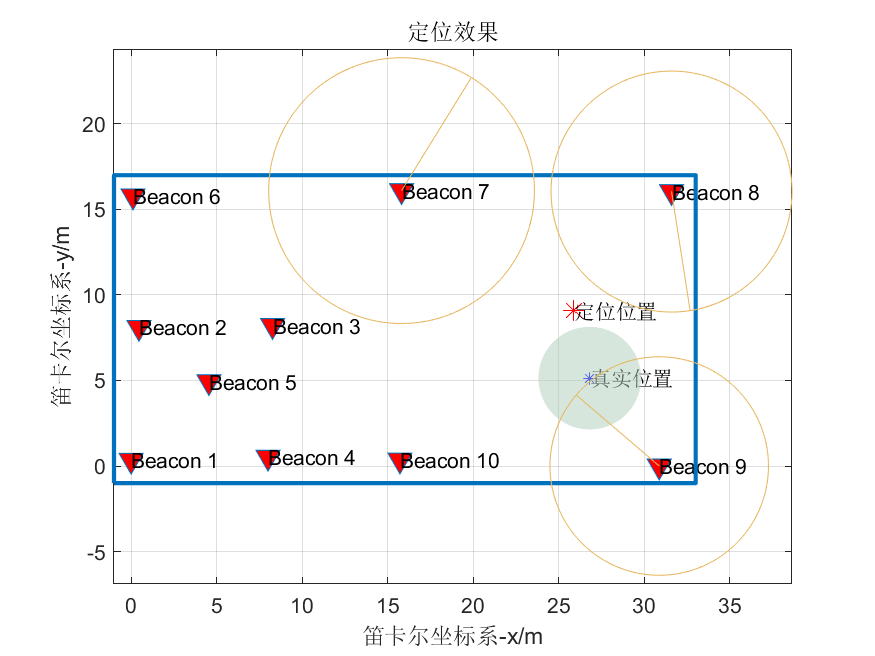 定位效果
20
15
10
5
0
-5
笛卡尔坐标系-y/m
Beacon 6
Beacon 7
Beacon 8
定位位置
Beacon 2
Beacon 3
Beacon 5
真实位置
Beacon 1
Beacon 4
Beacon 10
Beacon 9
0
5
10
15
20
25
30
35
笛卡尔坐标系-x/m